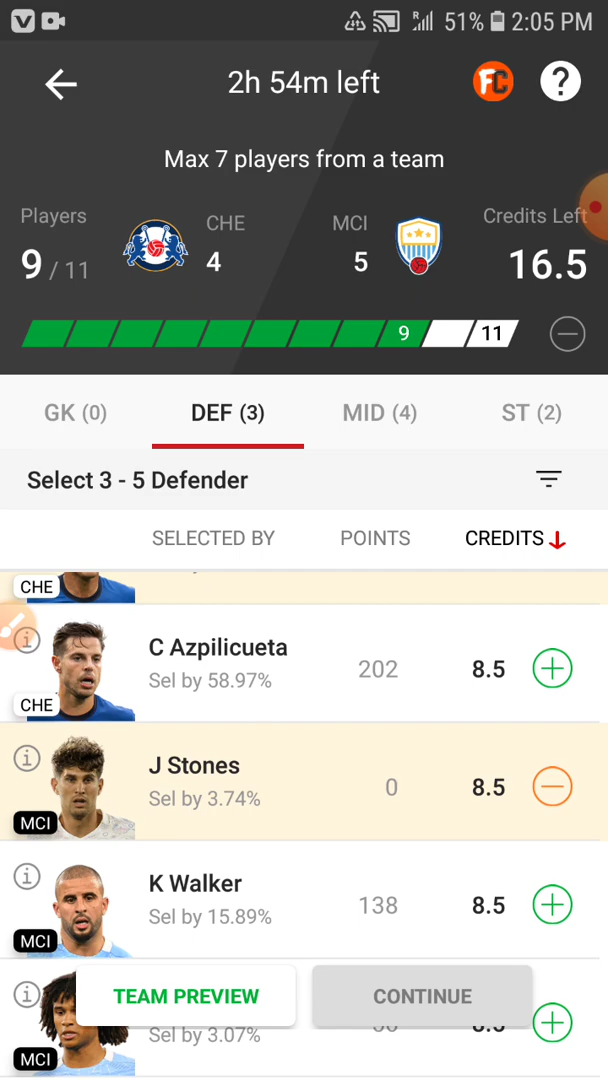 V 51% 2:05 PM
2h 54m left FC ?
Max 7 players from a team
Players CHE MCI Credits Left
9 / 11 4 5 16.5
9 11
GK (0) DEF (3) MID (4) ST (2)
Select 3 - 5 Defender
SELECTED BY POINTS CREDITS
CHE
C Azpilicueta
Sel by 58.97% 202 8.5
CHE
J Stones
Sel by 3.74% 0 8.5
MCI
K Walker
Sel by 15.89% 138 8.5
MCI
TEAM PREVIEW CONTINUE
Sel by 3.07%
MCI